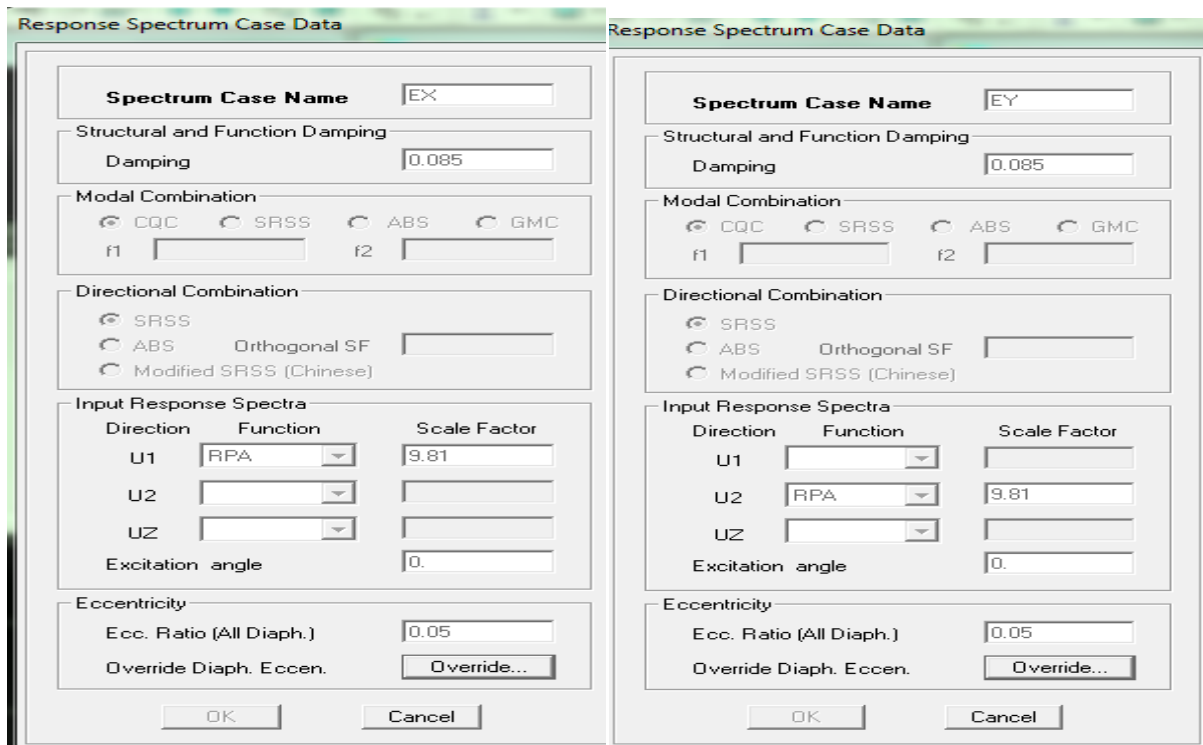 Response Spectrum Case Data
Spectrum Case Name EX
Structural and Function Damping
Damping 0.085
Modal Combination
CQC SRSS ABS GMC
f1 f2
Directional Combination
SRSS
ABS Orthogonal SF
Modified SRSS (Chinese)
Input Response Spectra
Direction Function Scale Factor
U1 RPA 9.81
U2
UZ
Excitation angle 0.
Eccentricity
Ecc. Ratio (All Diaph.) 0.05
Override Diaph. Eccen. Override...
OK Cancel
Response Spectrum Case Data
Spectrum Case Name EY
Structural and Function Damping
Damping 0.085
Modal Combination
CQC SRSS ABS GMC
f1 f2
Directional Combination
SRSS
ABS Orthogonal SF
Modified SRSS (Chinese)
Input Response Spectra
Direction Function Scale Factor
U1
U2 RPA 9.81
UZ
Excitation angle 0.
Eccentricity
Ecc. Ratio (All Diaph.) 0.05
Override Diaph. Eccen. Override...
OK Cancel